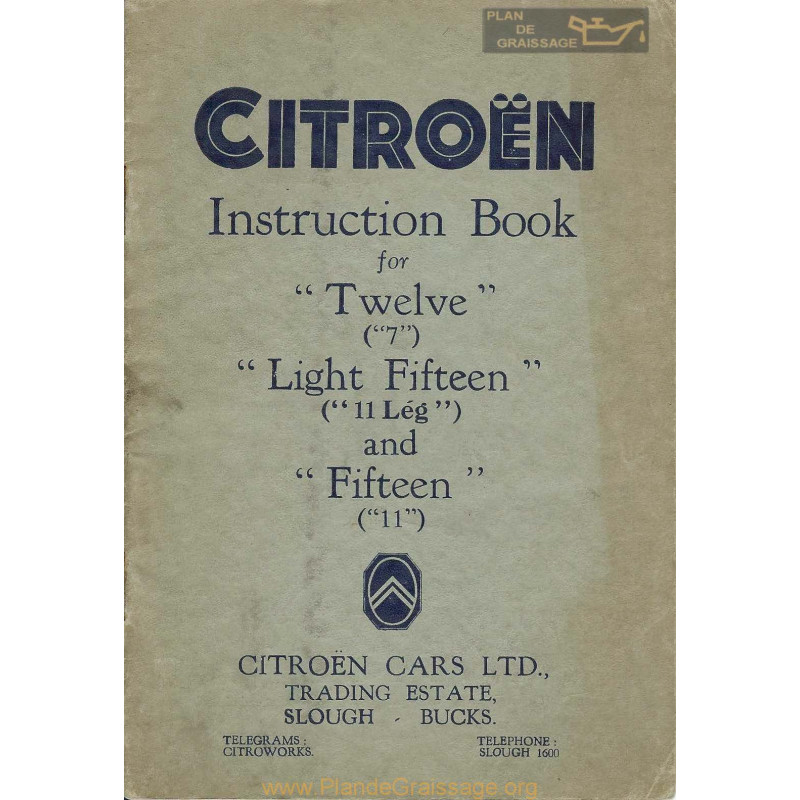 PLAN
DE
GRAISSAGE
CITROËN
Instruction Book
for
“ Twelve ”
(“7”)
“ Light Fifteen ”
(“ 11 Lég ”)
and
“ Fifteen ”
(“11”)
CITROËN CARS LTD.,
TRADING ESTATE,
SLOUGH - BUCKS.
TELEGRAMS :
CITROWORKS.
TELEPHONE :
SLOUGH 1600
www.PlandeGraissage.org